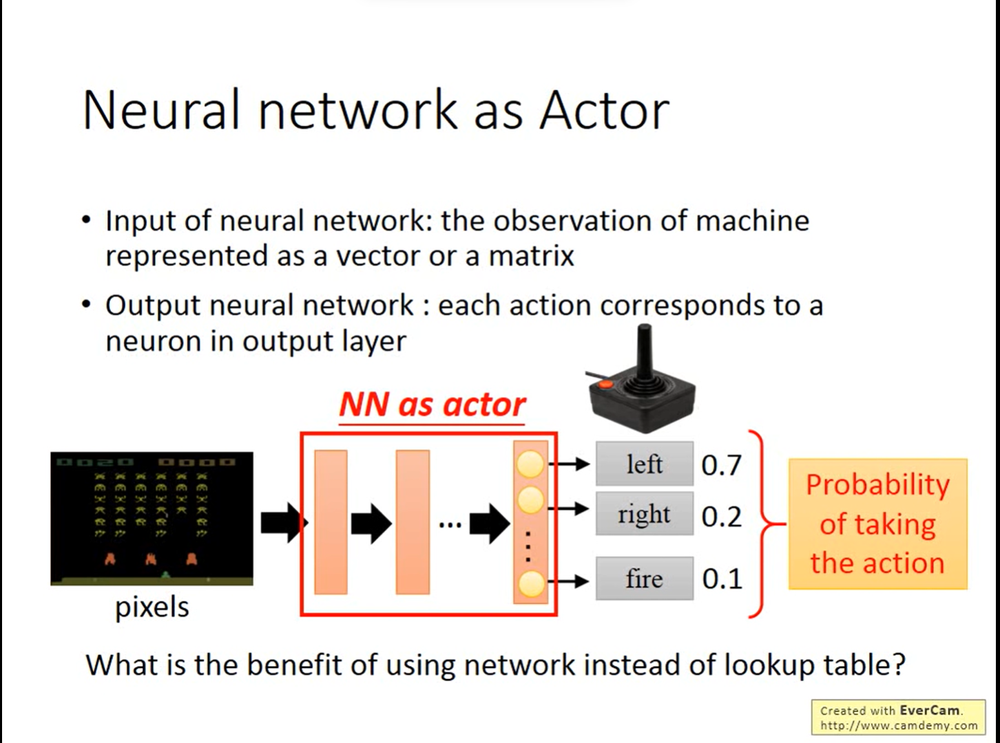 Neural network as Actor
• Input of neural network: the observation of machine
represented as a vector or a matrix
• Output neural network : each action corresponds to a
neuron in output layer
NN as actor
0020 0000
pixels
...
left 0.7
right 0.2
fire 0.1
Probability
of taking
the action
What is the benefit of using network instead of lookup table?
Created with EverCam.
http://www.camdemy.com